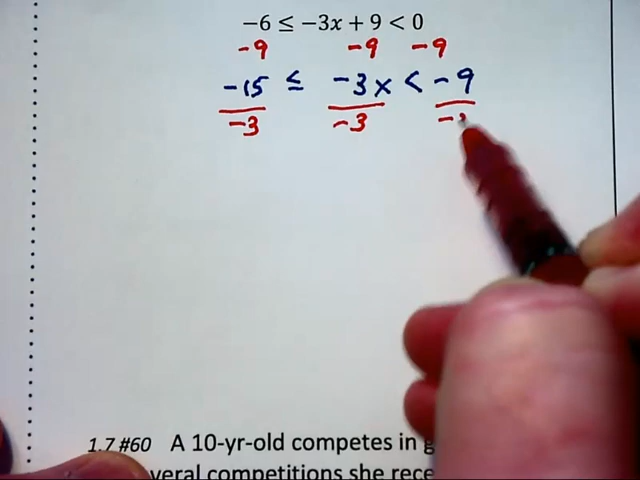 −6 ≤ −3x + 9 < 0
-9 -9 -9
-15 ≤ -3x < -9
-3 -3
1.7 #60 A 10-yr-old competes in
veral competitions she rece